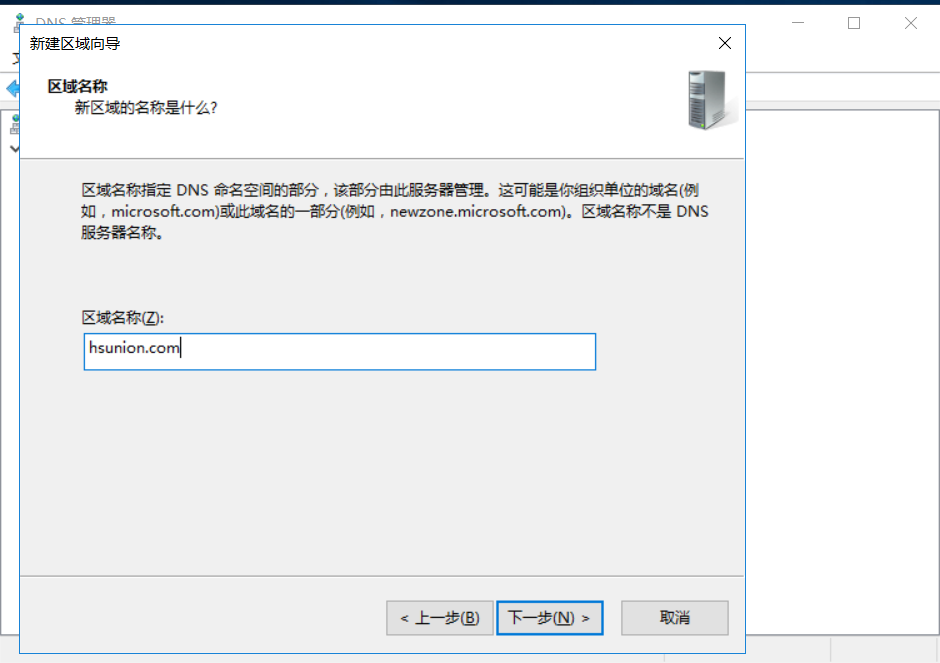 DNS 管理器
新建区域向导
区域名称
新区域的名称是什么?
区域名称指定 DNS 命名空间的部分，该部分由此服务器管理。这可能是你组织单位的域名(例
如，microsoft.com)或此域名的一部分(例如，newzone.microsoft.com)。区域名称不是 DNS
服务器名称。
区域名称(Z):
hsunion.com
< 上一步(B)
下一步(N) >
取消